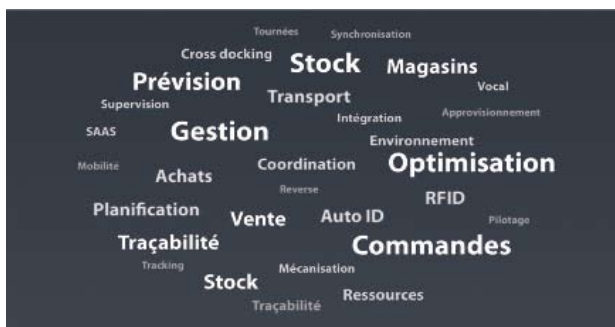 Tournées
Synchronisation
Cross docking
Stock
Magasins
Prévision
Transport
Vocal
Supervision
Intégration
Approvisionnement
SAAS
Gestion
Environnement
Mobilité
Achats
Coordination
Optimisation
Reverse
RFID
Planification
Vente
Auto ID
Pilotage
Traçabilité
Commandes
Tracking
Stock
Mécanisation
Traçabilité
Ressources